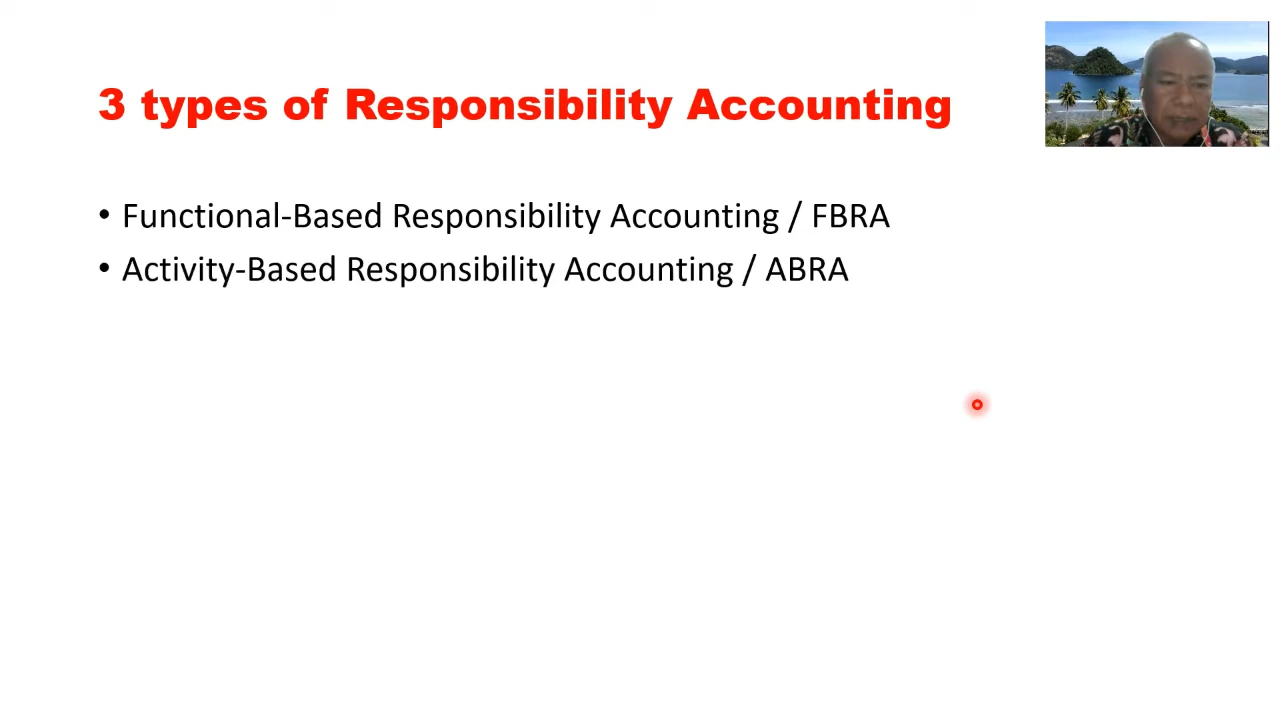 3 types of Responsibility Accounting
• Functional-Based Responsibility Accounting / FBRA
• Activity-Based Responsibility Accounting / ABRA